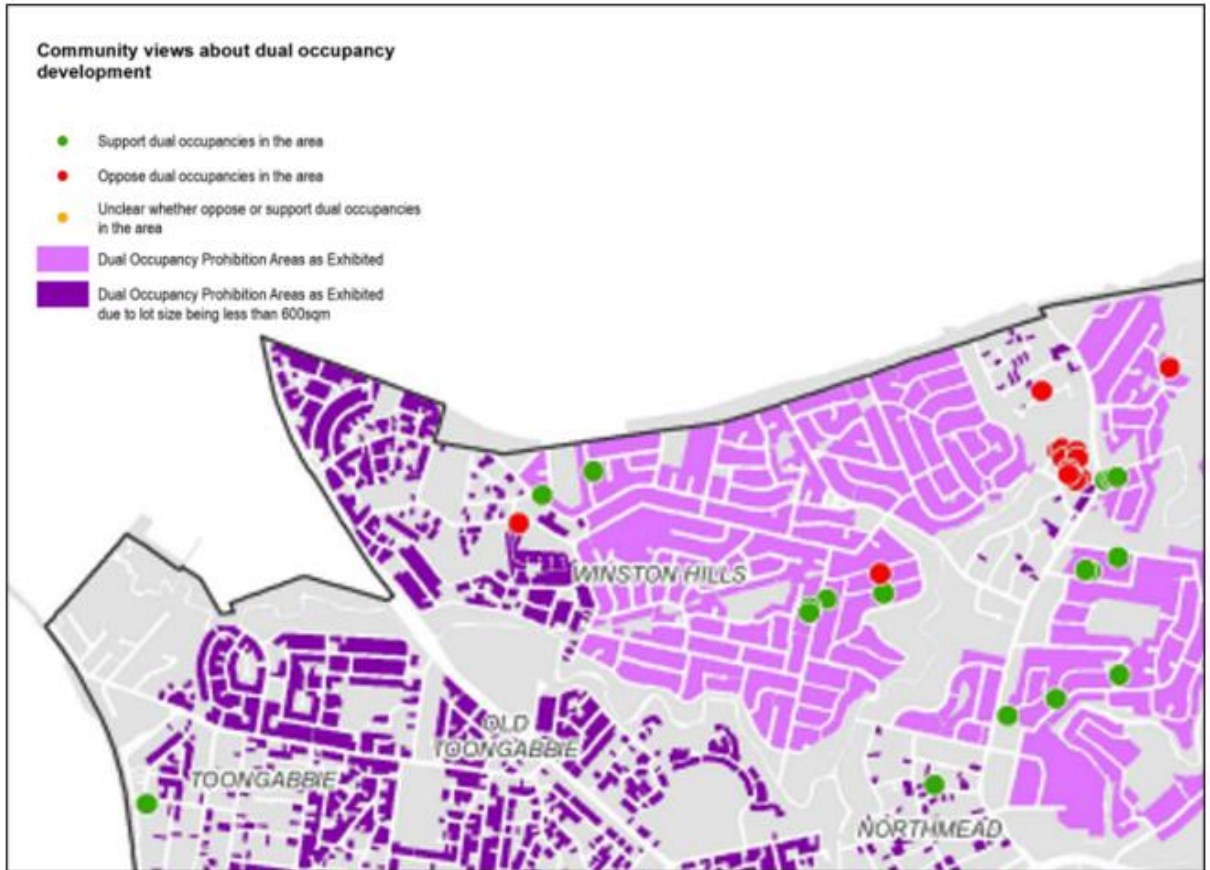 Community views about dual occupancy
development
Support dual occupancies in the area
Oppose dual occupancies in the area
Unclear whether oppose or support dual occupancies
in the area
Dual Occupancy Prohibition Areas as Exhibited
Dual Occupancy Prohibition Areas as Exhibited
due to lot size being less than 600sqm
WINSTON HILLS
OLD
TOONGABBIE
TOONGABBIE
NORTHMEAD